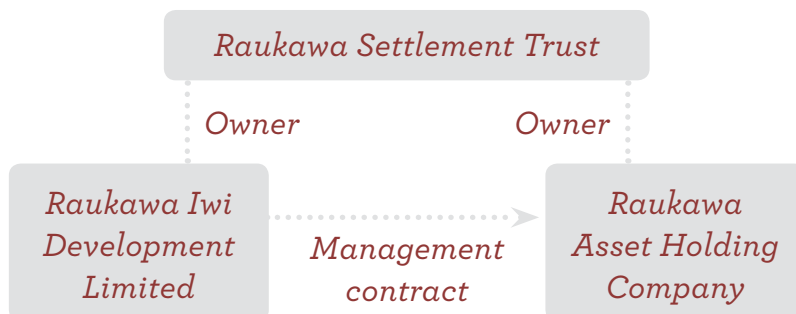 Raukawa Settlement Trust
Owner
Owner
Raukawa Iwi
Development
Limited
Management
contract
Raukawa
Asset Holding
Company